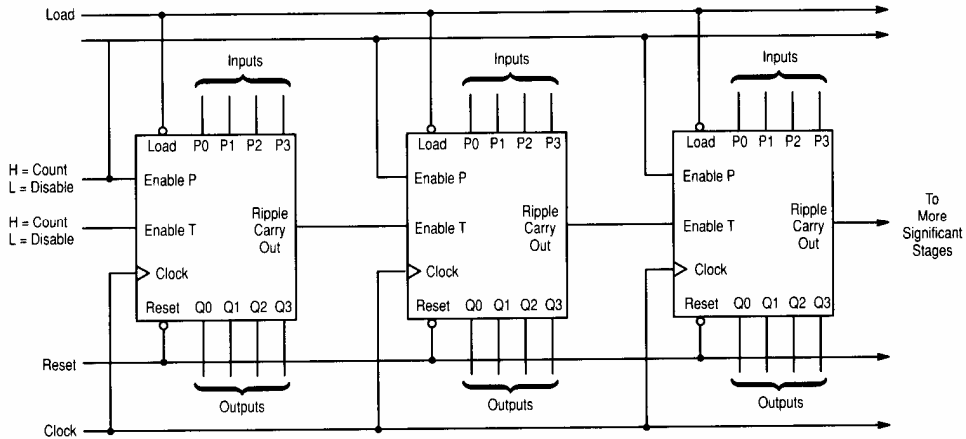 Load
Inputs
Inputs
Inputs
Load P0 P1 P2 P3
Load P0 P1 P2 P3
Load P0 P1 P2 P3
H = Count
L = Disable
Enable P
Enable P
Enable P
H = Count
L = Disable
Enable T
Ripple
Carry
Out
Enable T
Ripple
Carry
Out
Enable T
Ripple
Carry
Out
To
More
Significant
Stages
Clock
Clock
Clock
Reset Q0 Q1 Q2 Q3
Reset Q0 Q1 Q2 Q3
Reset Q0 Q1 Q2 Q3
Reset
Outputs
Outputs
Outputs
Clock